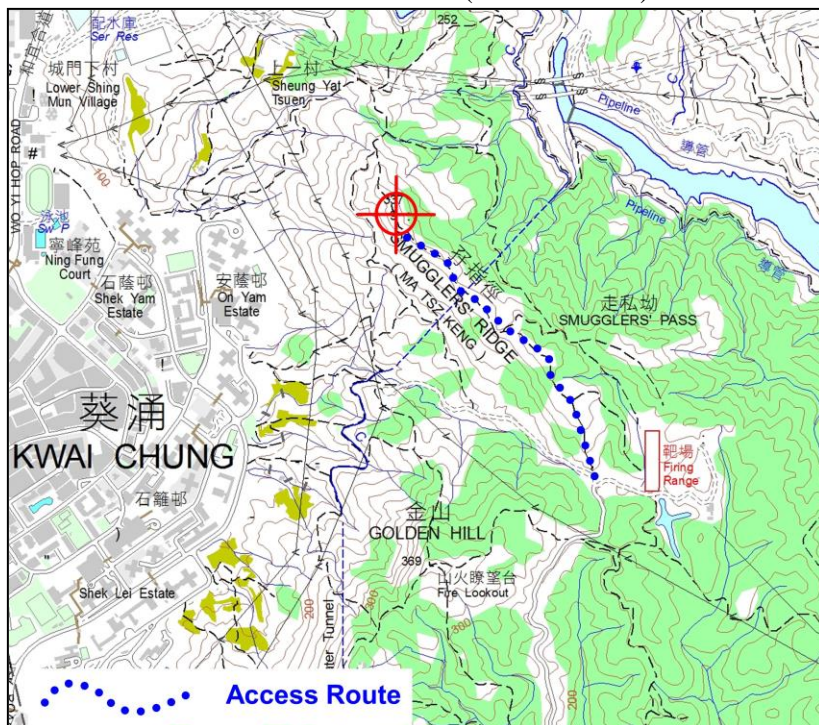 252
配水庫
Ser Res
和宜合道
城門下村
Lower Shing
Mun Village
上一村
Sheung Yat
Tsuen
Pipeline
導管
WO YI HOP ROAD
100
337
泳池
Sw P
Pipeline
導管
寧峰苑
Ning Fung
Court
石蔭邨
Shek Yam
Estate
安蔭邨
On Yam
Estate
孖指徑
SMUGGLERS' RIDGE
( MA TSZ KENG )
走私坳
SMUGGLERS' PASS
葵涌
KWAI CHUNG
靶場
Firing
Range
石籬邨
金山
GOLDEN HILL
369
山火瞭望台
Fire Lookout
Shek Lei Estate
200
300
300
200
Access Route